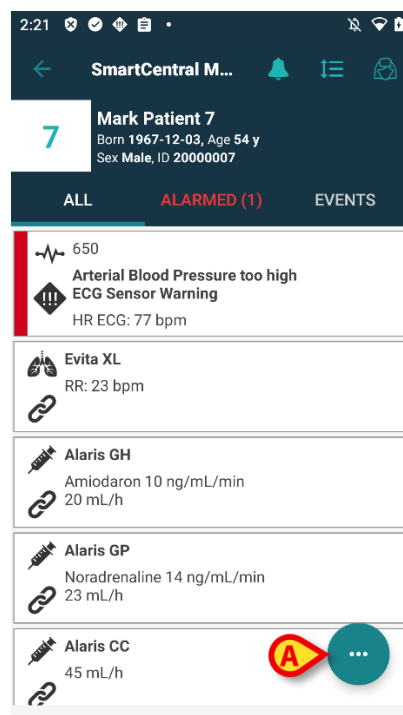 2:21
SmartCentral M...
7
Mark Patient 7
Born 1967-12-03, Age 54 y
Sex Male, ID 20000007
ALL ALARMED (1) EVENTS
650
Arterial Blood Pressure too high
ECG Sensor Warning
HR ECG: 77 bpm
Evita XL
RR: 23 bpm
Alaris GH
Amiodaron 10 ng/mL/min
20 mL/h
Alaris GP
Noradrenaline 14 ng/mL/min
23 mL/h
Alaris CC
45 mL/h
A